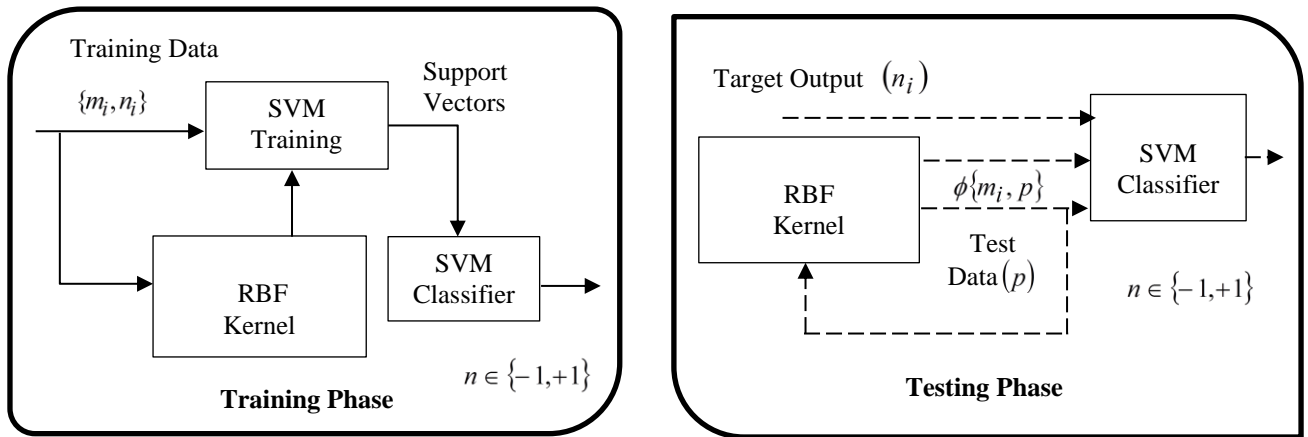 Training Data
{m_i, n_i}
SVM
Training
Support
Vectors
RBF
Kernel
SVM
Classifier
n ∈ {−1,+1}
Training Phase
Target Output (n_i)
RBF
Kernel
ϕ{m_i, p}
Test
Data(p)
SVM
Classifier
n ∈ {−1,+1}
Testing Phase